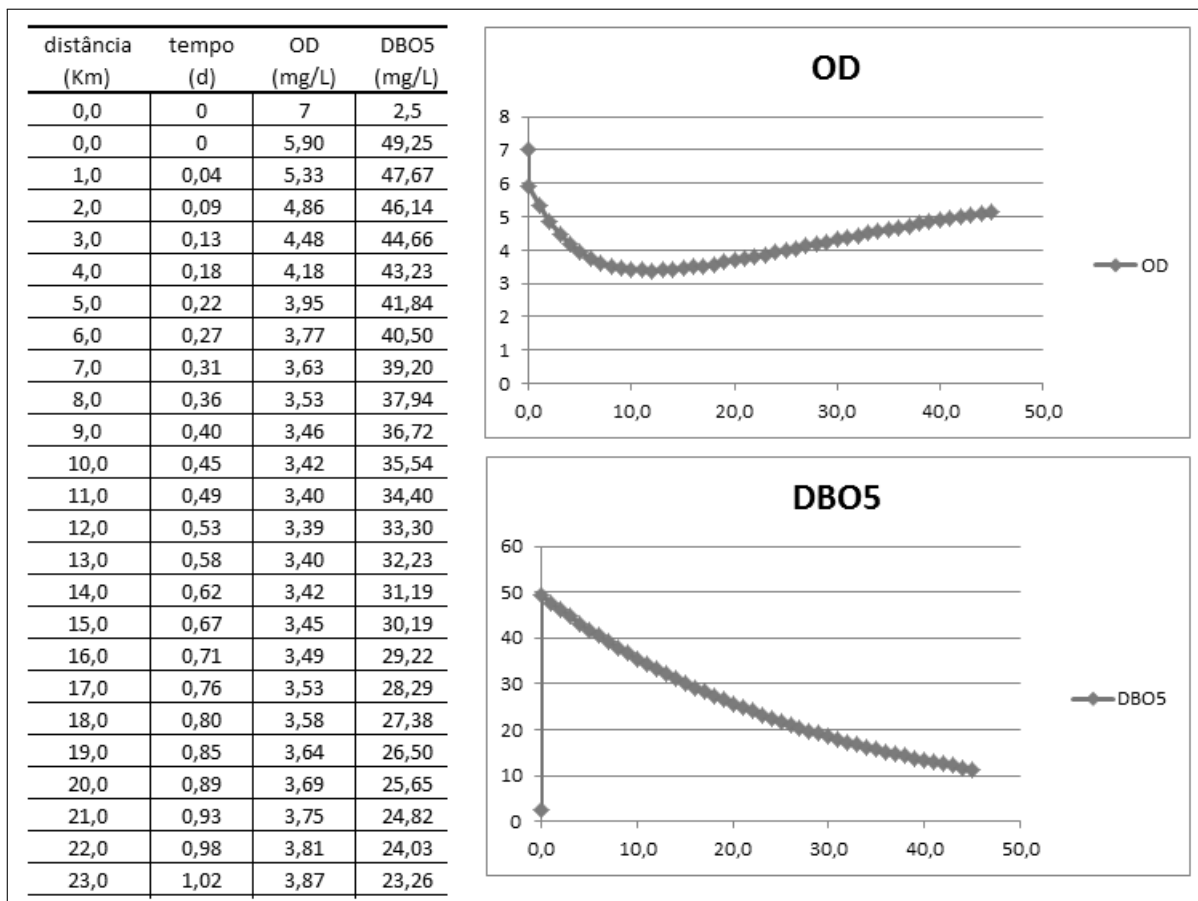 distância tempo OD DBO5
(Km) (d) (mg/L) (mg/L)
0,0 0 7 2,5
0,0 0 5,90 49,25
1,0 0,04 5,33 47,67
2,0 0,09 4,86 46,14
3,0 0,13 4,48 44,66
4,0 0,18 4,18 43,23
5,0 0,22 3,95 41,84
6,0 0,27 3,77 40,50
7,0 0,31 3,63 39,20
8,0 0,36 3,53 37,94
9,0 0,40 3,46 36,72
10,0 0,45 3,42 35,54
11,0 0,49 3,40 34,40
12,0 0,53 3,39 33,30
13,0 0,58 3,40 32,23
14,0 0,62 3,42 31,19
15,0 0,67 3,45 30,19
16,0 0,71 3,49 29,22
17,0 0,76 3,53 28,29
18,0 0,80 3,58 27,38
19,0 0,85 3,64 26,50
20,0 0,89 3,69 25,65
21,0 0,93 3,75 24,82
22,0 0,98 3,81 24,03
23,0 1,02 3,87 23,26
OD
8
7
6
5
4
3
2
1
0
0,0 10,0 20,0 30,0 40,0 50,0
OD
DBO5
60
50
40
30
20
10
0
0,0 10,0 20,0 30,0 40,0 50,0
DBO5